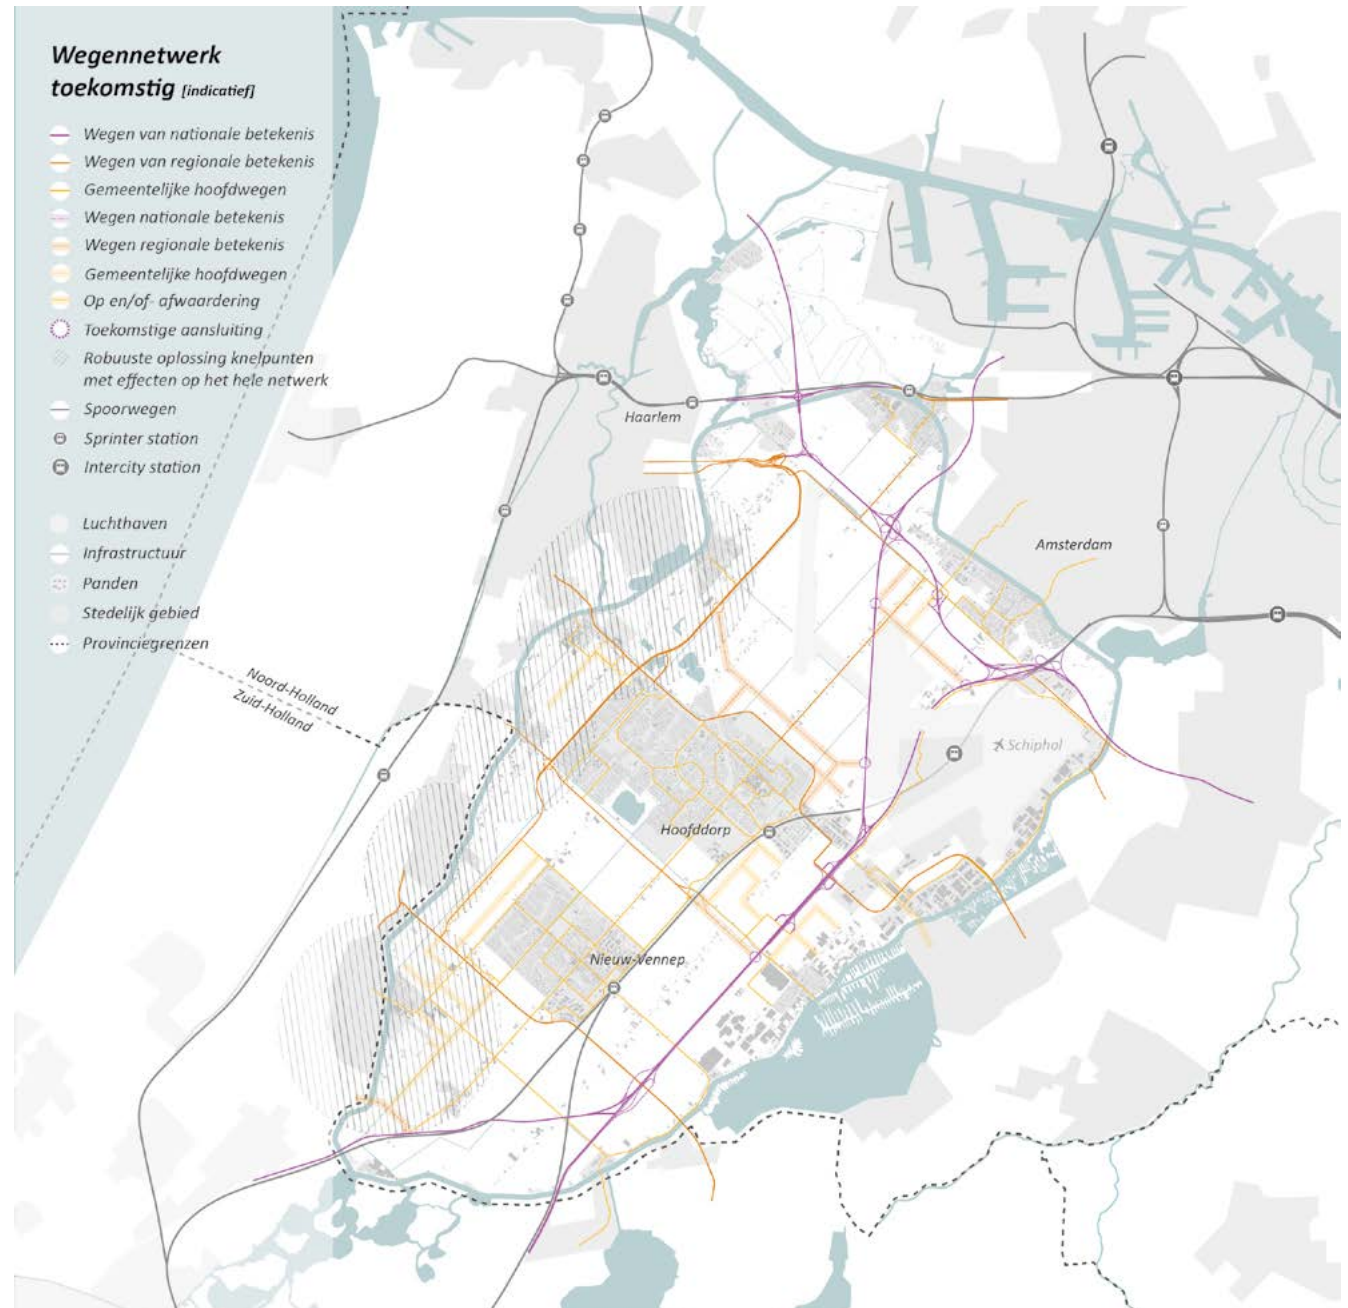 Wegennetwerk
toekomstig [indicatief]
Wegen van nationale betekenis
Wegen van regionale betekenis
Gemeentelijke hoofdwegen
Wegen nationale betekenis
Wegen regionale betekenis
Gemeentelijke hoofdwegen
Op en/of- afwaardering
Toekomstige aansluiting
Robuuste oplossing knelpunten
met effecten op het hele netwerk
Spoorwegen
Sprinter station
Intercity station
Luchthaven
Infrastructuur
Panden
Stedelijk gebied
Provinciegrenzen
Noord-Holland
Zuid-Holland
Haarlem
Amsterdam
Schiphol
Hoofddorp
Nieuw-Vennep